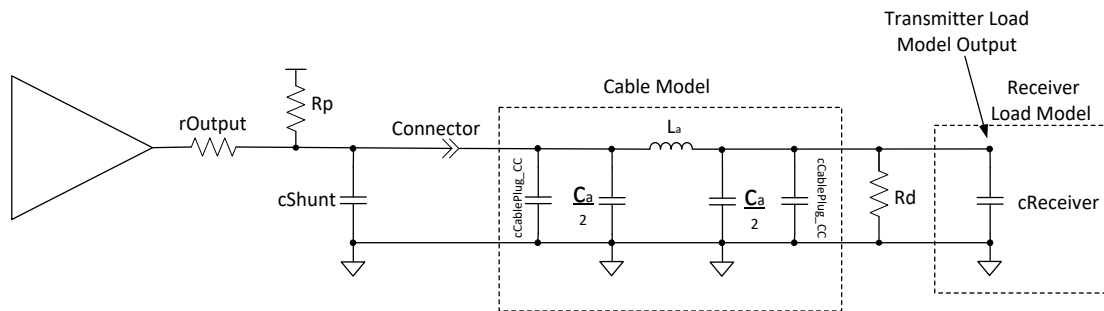 Transmitter Load
Model Output
Receiver
Load Model
Cable Model
Rp
rOutput
Connector
La
cShunt
cCablePlug_CC
Ca
2
Ca
2
cCablePlug_CC
Rd
cReceiver